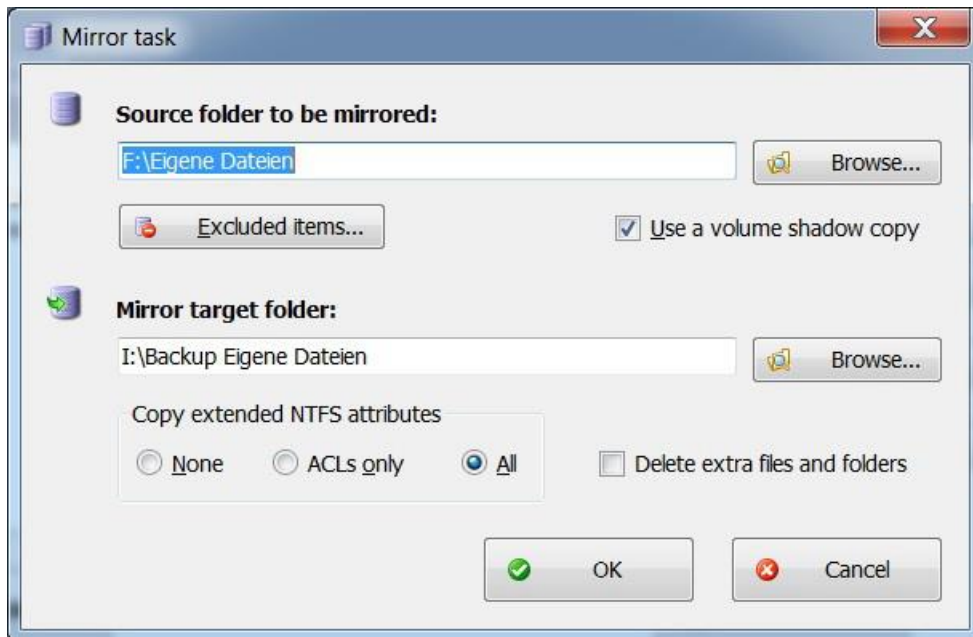 Mirror task
Source folder to be mirrored:
F:\Eigene Dateien
Browse...
Excluded items...
Use a volume shadow copy
Mirror target folder:
I:\Backup Eigene Dateien
Browse...
Copy extended NTFS attributes
None ACLs only All
Delete extra files and folders
OK Cancel